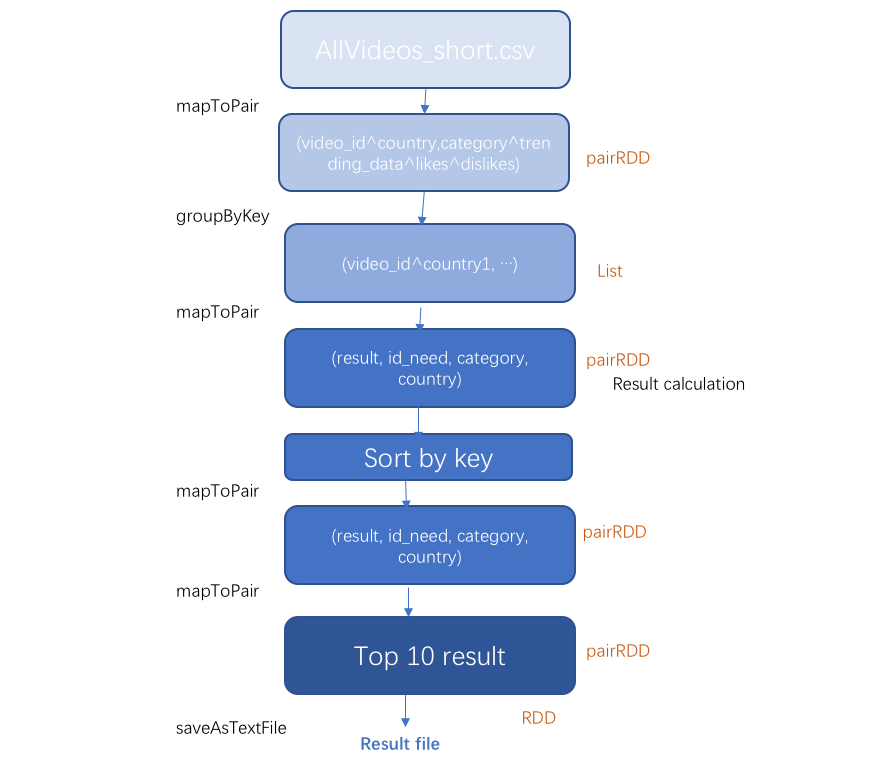 AllVideos_short.csv
mapToPair
(video_id^country,category^tren
ding_data^likes^dislikes)
pairRDD
groupByKey
(video_id^country1, ···)
List
mapToPair
(result, id_need, category,
country)
pairRDD
Result calculation
Sort by key
mapToPair
(result, id_need, category,
country)
pairRDD
mapToPair
Top 10 result
pairRDD
RDD
saveAsTextFile
Result file